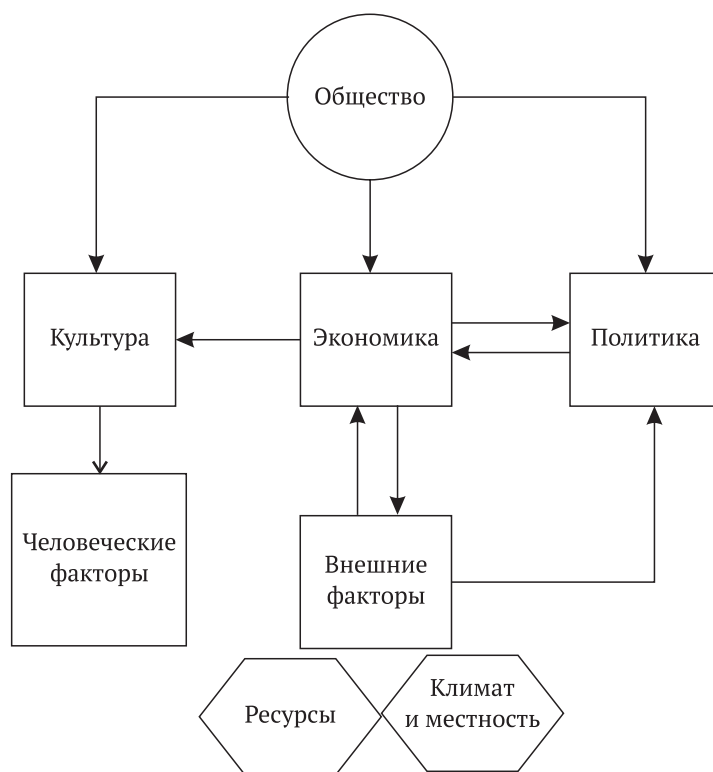 Общество
Культура
Экономика
Политика
Человеческие
факторы
Внешние
факторы
Ресурсы
Климат
и местность